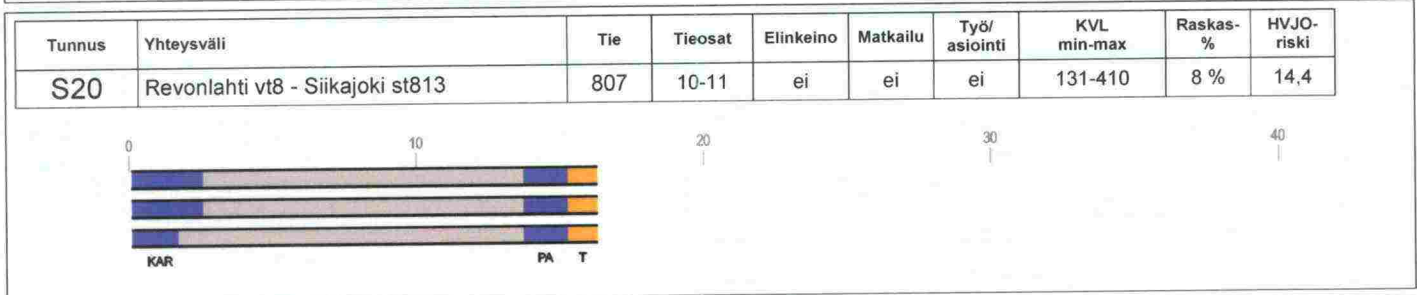 Tunnus Yhteysväli Tie Tieosat Elinkeino Matkailu Työ/asiointi KVL min-max Raskas-% HVJO-riski
S20 Revonlahti vt8 - Siikajoki st813 807 10-11 ei ei ei 131-410 8 % 14,4
0 10 20 30 40
KAR PA T